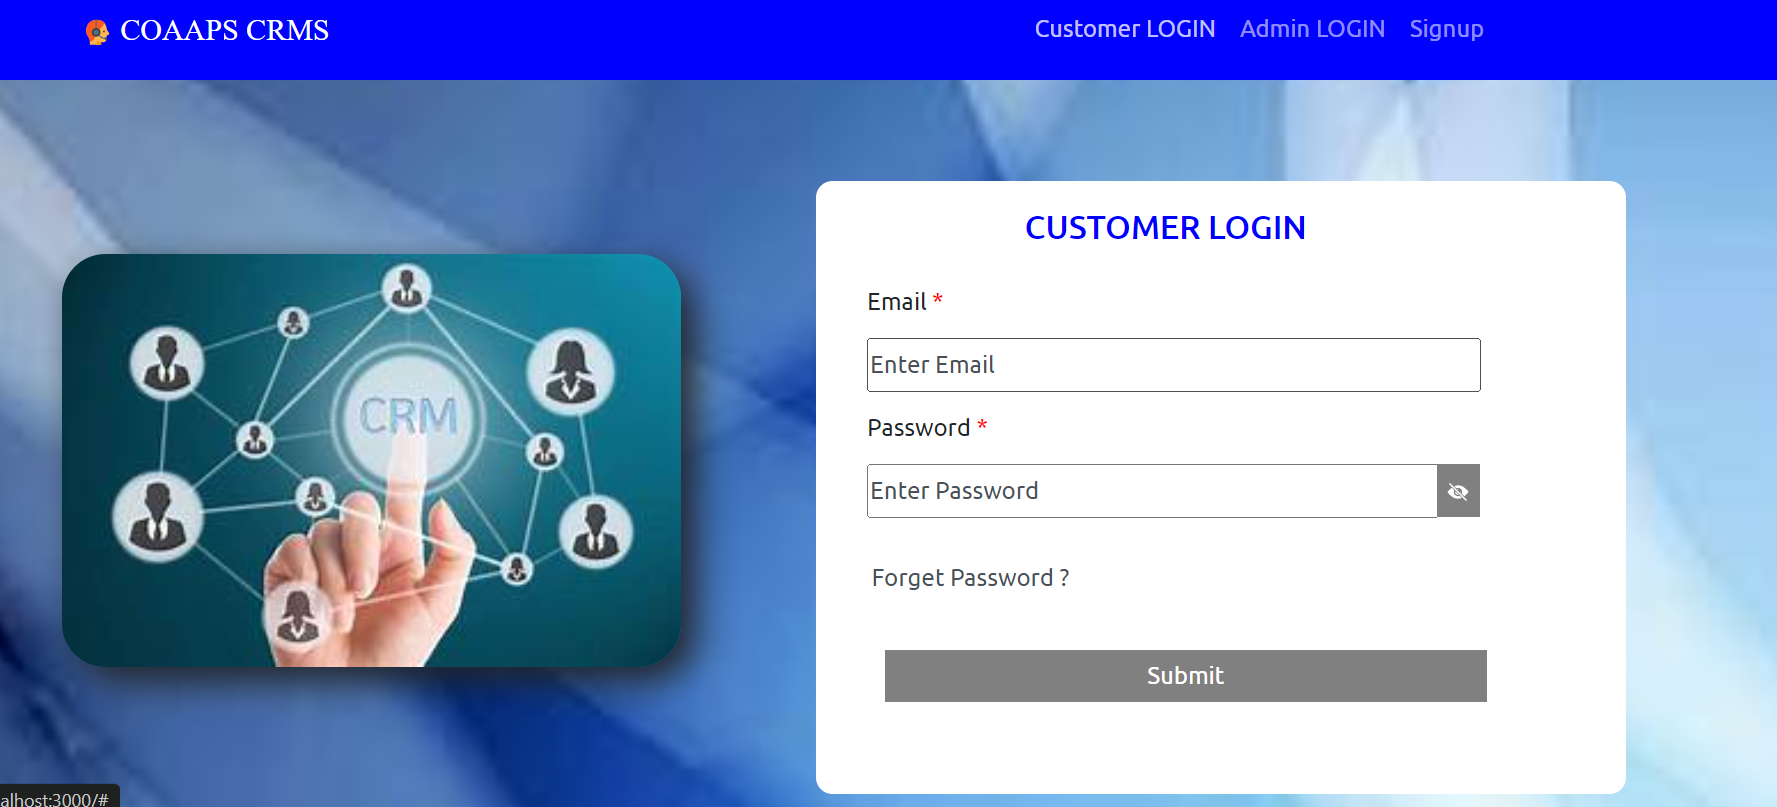 COAAPS CRMS
Customer LOGIN Admin LOGIN Signup
CRM
CUSTOMER LOGIN
Email *
Enter Email
Password *
Enter Password
Forget Password ?
Submit
alhost:3000/#